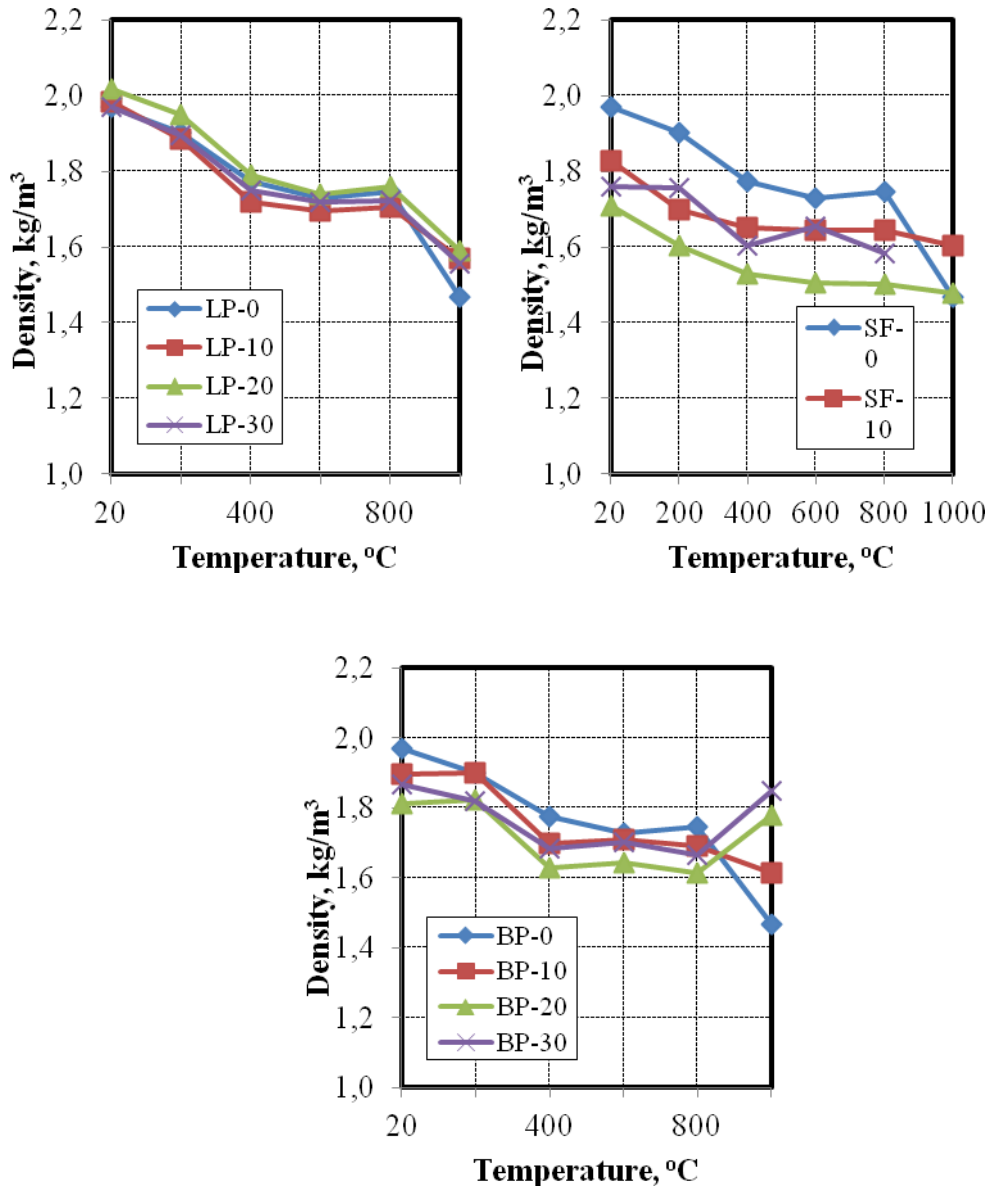 2,2
2,0
1,8
1,6
1,4
1,2
1,0
Density, kg/m³
LP-0
LP-10
LP-20
LP-30
20 400 800
Temperature, ºC
2,2
2,0
1,8
1,6
1,4
1,2
1,0
Density, kg/m³
SF-
0
SF-
10
20 200 400 600 800 1000
Temperature, ºC
2,2
2,0
1,8
1,6
1,4
1,2
1,0
Density, kg/m³
BP-0
BP-10
BP-20
BP-30
20 400 800
Temperature, ºC